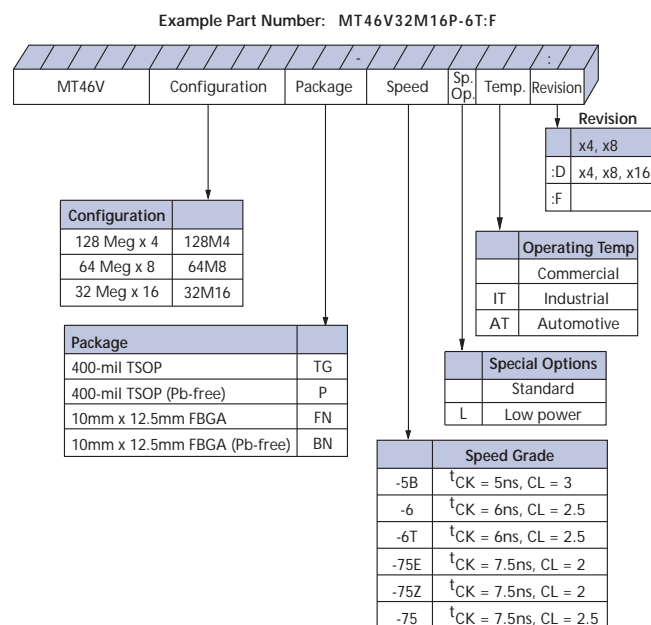 Example Part Number: MT46V32M16P-6T:F
- :
MT46V Configuration Package Speed Sp. Op. Temp. Revision
Revision
x4, x8
:D x4, x8, x16
:F
Configuration
128 Meg x 4 128M4
64 Meg x 8 64M8
32 Meg x 16 32M16
Operating Temp
Commercial
IT Industrial
AT Automotive
Package
400-mil TSOP TG
400-mil TSOP (Pb-free) P
10mm x 12.5mm FBGA FN
10mm x 12.5mm FBGA (Pb-free) BN
Special Options
Standard
L Low power
Speed Grade
-5B tCK = 5ns, CL = 3
-6 tCK = 6ns, CL = 2.5
-6T tCK = 6ns, CL = 2.5
-75E tCK = 7.5ns, CL = 2
-75Z tCK = 7.5ns, CL = 2
-75 tCK = 7.5ns, CL = 2.5